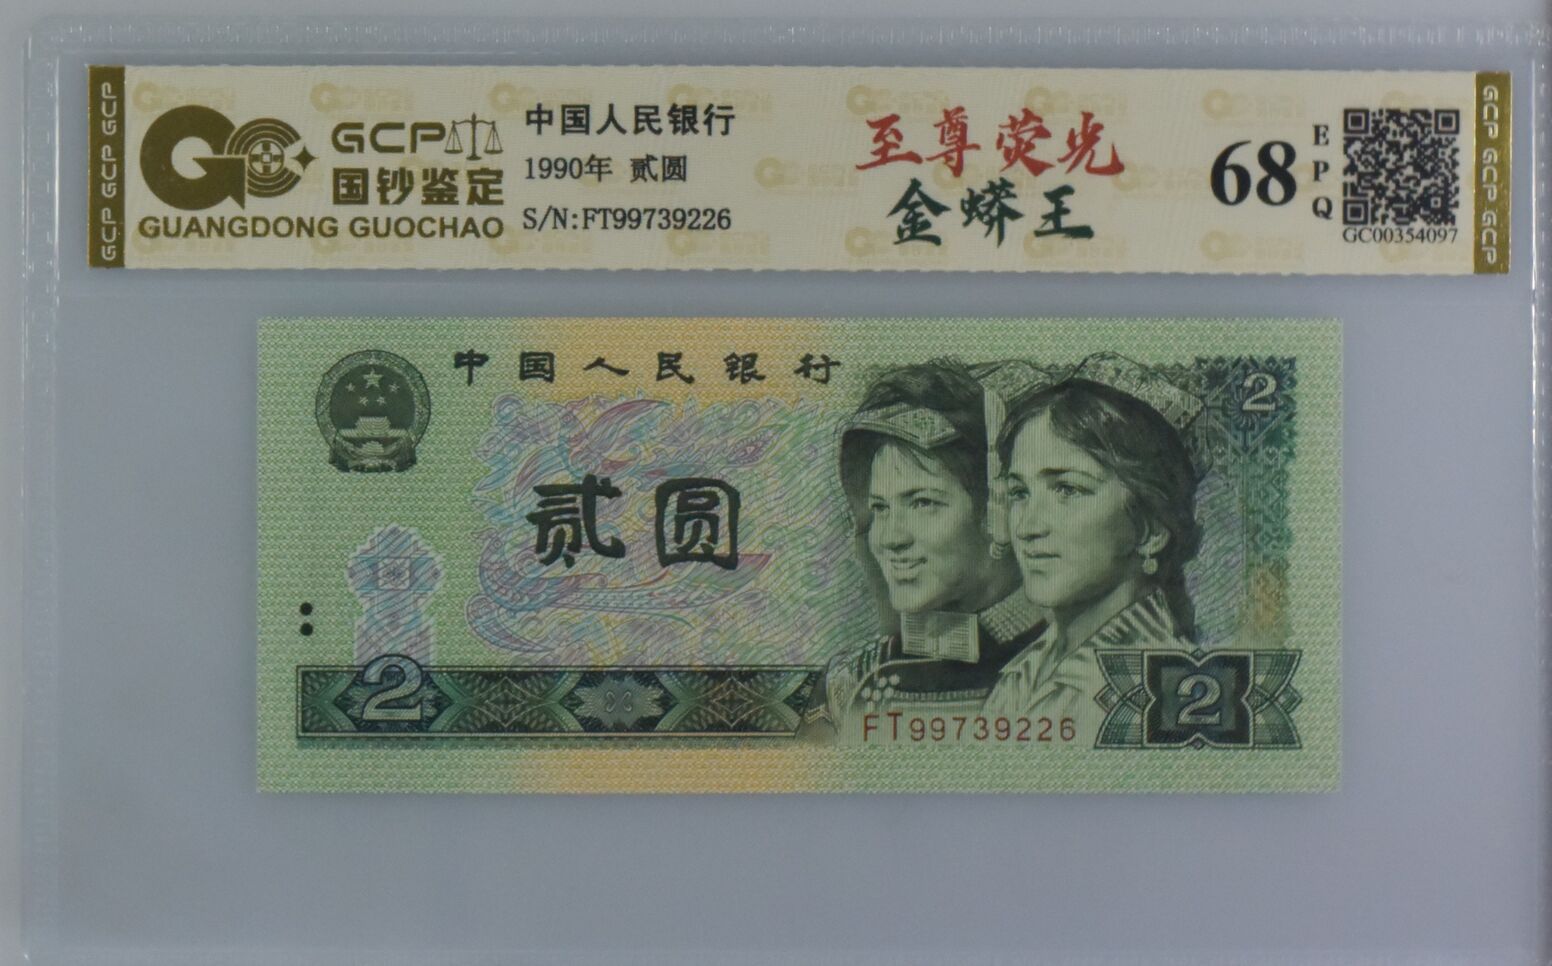 GCP GCP GCP
GCP
国钞鉴定
GUANGDONG GUOCHAO
中国人民银行
1990年 贰圆
S/N:FT99739226
至尊荧光
金蟒王
68
EPQ
GC00354097
GCP GCP GCP
中国人民银行
2
贰圆
2
FT99739226
2